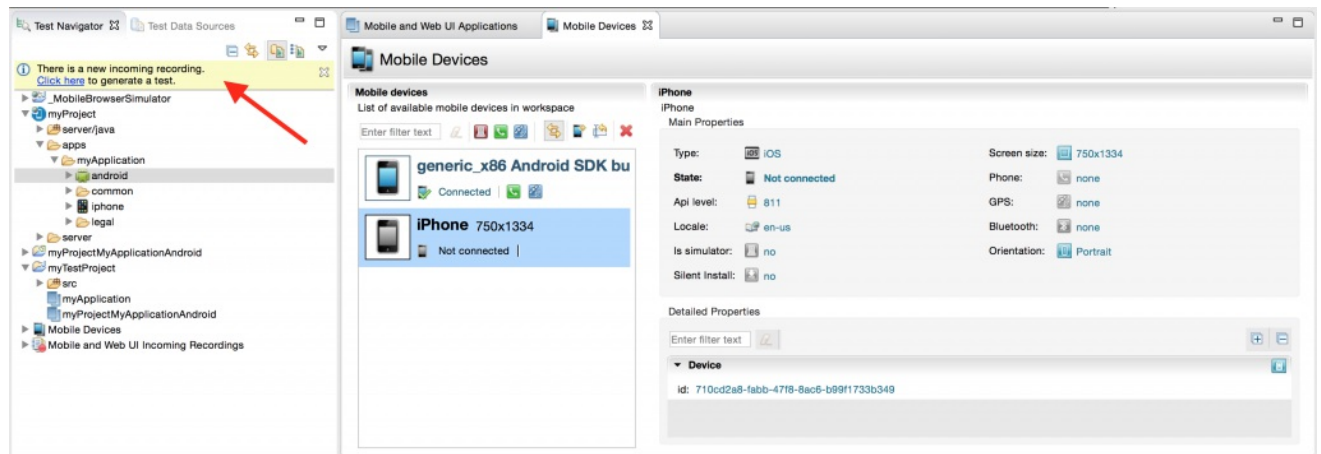 Test Navigator
Test Data Sources
There is a new incoming recording.
Click here to generate a test.
_MobileBrowserSimulator
myProject
server/java
apps
myApplication
android
common
iphone
legal
server
myProjectMyApplicationAndroid
myTestProject
src
myApplication
myProjectMyApplicationAndroid
Mobile Devices
Mobile and Web UI Incoming Recordings
Mobile and Web UI Applications
Mobile Devices
Mobile Devices
Mobile devices
List of available mobile devices in workspace
Enter filter text
generic_x86 Android SDK bu
Connected
iPhone 750x1334
Not connected
iPhone
iPhone
Main Properties
Type: iOS
Screen size: 750x1334
State: Not connected
Phone: none
Api level: 811
GPS: none
Locale: en-us
Bluetooth: none
Is simulator: no
Orientation: Portrait
Silent Install: no
Detailed Properties
Enter filter text
Device
id: 710cd2a8-fabb-47f8-8ac6-b99f1733b349